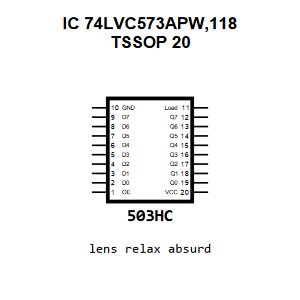 IC 74LVC573APW,118
TSSOP 20
10 GND Load 11
9 D7 Q7 12
8 D6 Q6 13
7 D5 Q5 14
6 D4 Q4 15
5 D3 Q3 16
4 D2 Q2 17
3 D1 Q1 18
2 D0 Q0 19
1 OE VCC 20
503HC
lens relax absurd